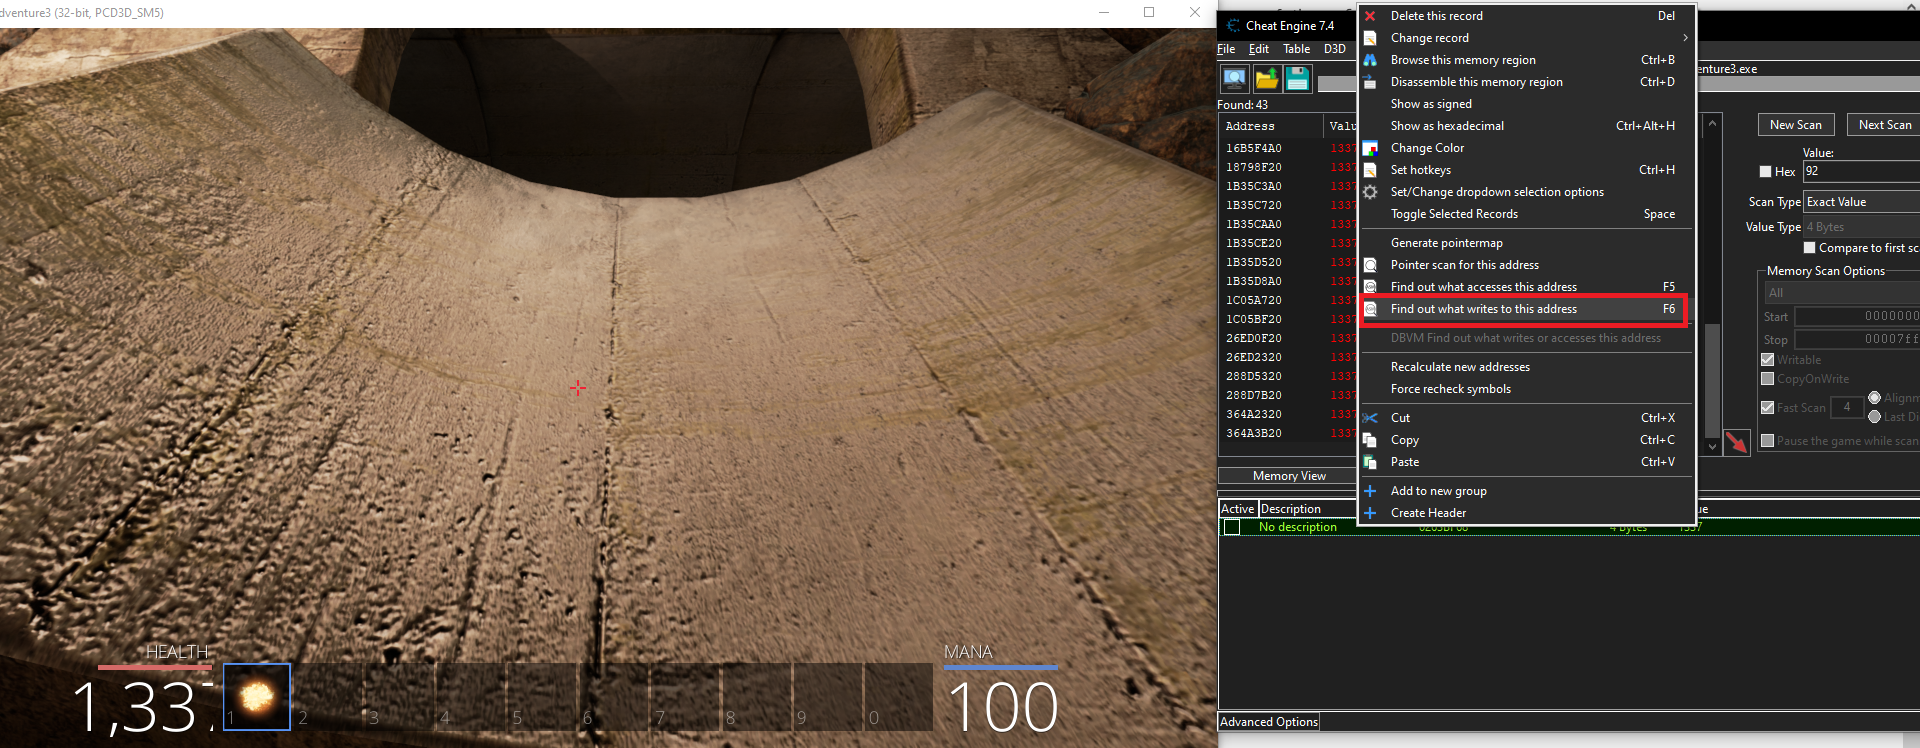 dventure3 (32-bit, PCD3D_SM5)
HEALTH
1,337
1
2
3
4
5
6
7
8
9
0
MANA
100
Cheat Engine 7.4
File Edit Table D3D
enture3.exe
Found: 43
Address Valu
16B5F4A0 1337
18798F20 1337
1B35C3A0 1337
1B35C720 1337
1B35CAA0 1337
1B35CE20 1337
1B35D520 1337
1B35D8A0 1337
1C05A720 1337
1C05BF20 1337
26ED0F20 1337
26ED2320 1337
288D5320 1337
288D7B20 1337
364A2320 1337
364A3B20 1337
Memory View
Delete this record Del
Change record
Browse this memory region Ctrl+B
Disassemble this memory region Ctrl+D
Show as signed
Show as hexadecimal Ctrl+Alt+H
Change Color
Set hotkeys Ctrl+H
Set/Change dropdown selection options
Toggle Selected Records Space
Generate pointermap
Pointer scan for this address
Find out what accesses this address F5
Find out what writes to this address F6
DBVM Find out what writes or accesses this address
Recalculate new addresses
Force recheck symbols
Cut Ctrl+X
Copy Ctrl+C
Paste Ctrl+V
Add to new group
Create Header
New Scan Next Scan
Value:
Hex 92
Scan Type Exact Value
Value Type 4 Bytes
Compare to first sc
Memory Scan Options
All
Start 0000000
Stop 00007ff
Writable
CopyOnWrite
Fast Scan 4 Alignm
Last Di
Pause the game while scan
Active Description ue
No description 4 Bytes 1337
Advanced Options